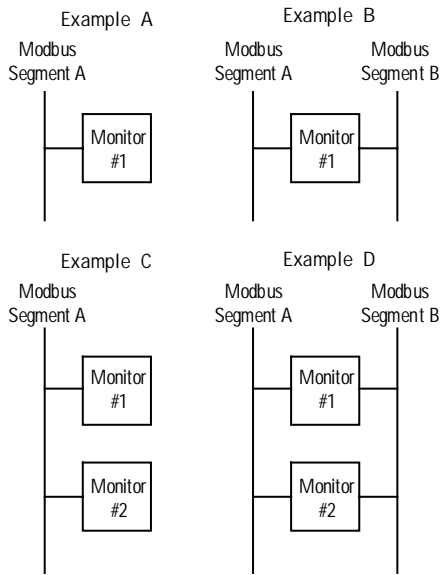 Example A
Modbus
Segment A
Monitor
#1
Example B
Modbus
Segment A
Modbus
Segment B
Monitor
#1
Example C
Modbus
Segment A
Monitor
#1
Monitor
#2
Example D
Modbus
Segment A
Modbus
Segment B
Monitor
#1
Monitor
#2